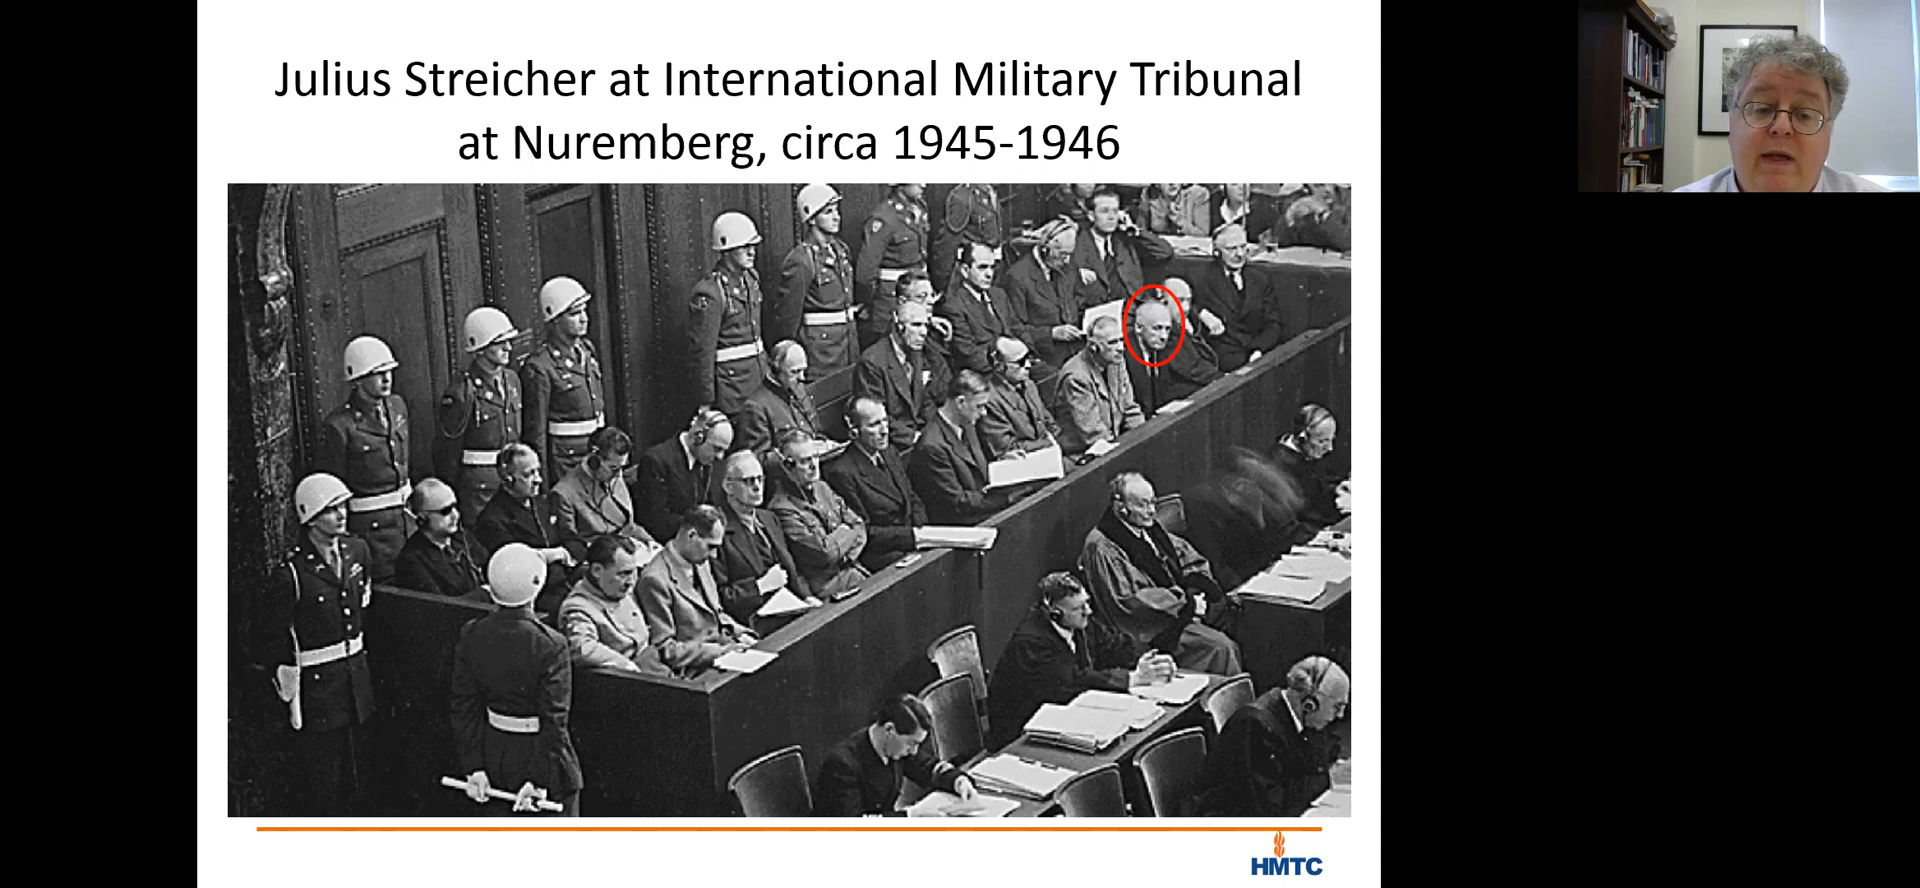 Julius Streicher at International Military Tribunal
at Nuremberg, circa 1945-1946
HMTC